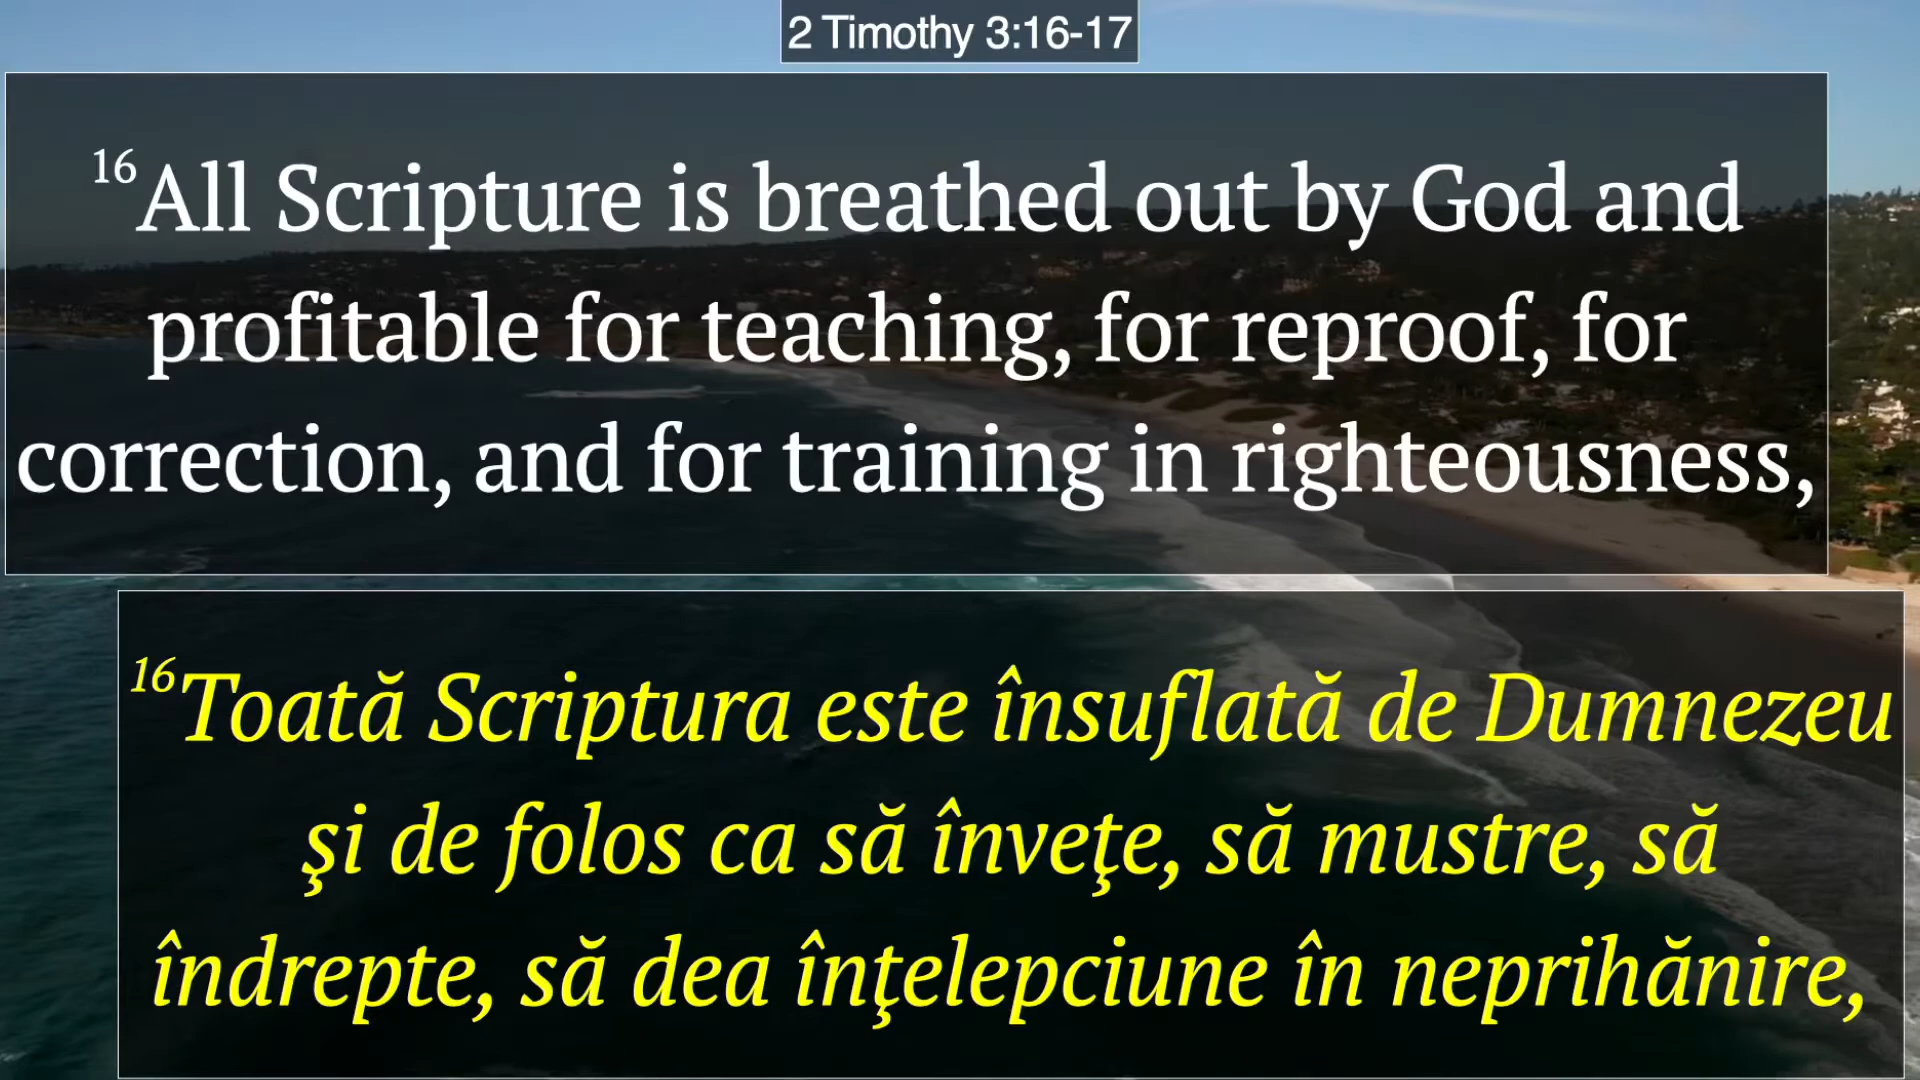 2 Timothy 3:16-17
16All Scripture is breathed out by God and
profitable for teaching, for reproof, for
correction, and for training in righteousness,
16Toată Scriptura este însuflată de Dumnezeu
şi de folos ca să înveţe, să mustre, să
îndrepte, să dea înţelepciune în neprihănire,